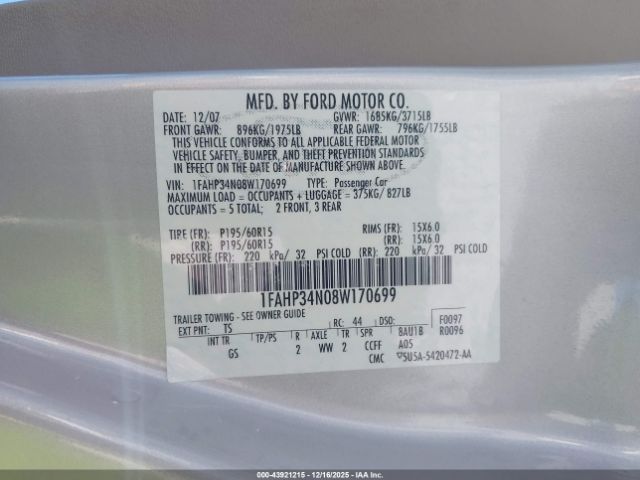 MFD. BY FORD MOTOR CO.
DATE: 12/07 GVWR: 1685KG/3715LB
FRONT GAWR: 896KG/1975LB REAR GAWR: 796KG/1755LB
THIS VEHICLE CONFORMS TO ALL APPLICABLE FEDERAL MOTOR
VEHICLE SAFETY, BUMPER, AND THEFT PREVENTION STANDARDS
IN EFFECT ON THE DATE OF MANUFACTURE SHOWN ABOVE.
VIN: 1FAHP34N08W170699 TYPE: Passenger Car
MAXIMUM LOAD = OCCUPANTS + LUGGAGE = 375KG/ 827LB
OCCUPANTS = 5 TOTAL; 2 FRONT, 3 REAR
TIRE (FR): P195/60R15 RIMS (FR): 15X6.0
(RR): P195/60R15 (RR): 15X6.0
PRESSURE (FR): 220 kPa/ 32 PSI COLD (RR): 220 kPa/ 32 PSI COLD
1FAHP34N08W170699
TRAILER TOWING - SEE OWNER GUIDE
EXT PNT: TS RC: 44 DSO: F0097
INT TR TP/PS R AXLE TR SPR BAU1B R0096
GS 2 WW 2 CCFF A05
CMC 5U5A-5420472-AA
000-43921215 - 12/16/2025 - IAAI.COM